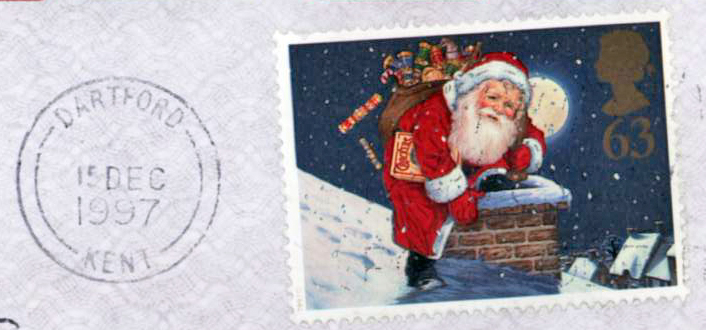 DARTFORD
15 DEC
1997
KENT
63